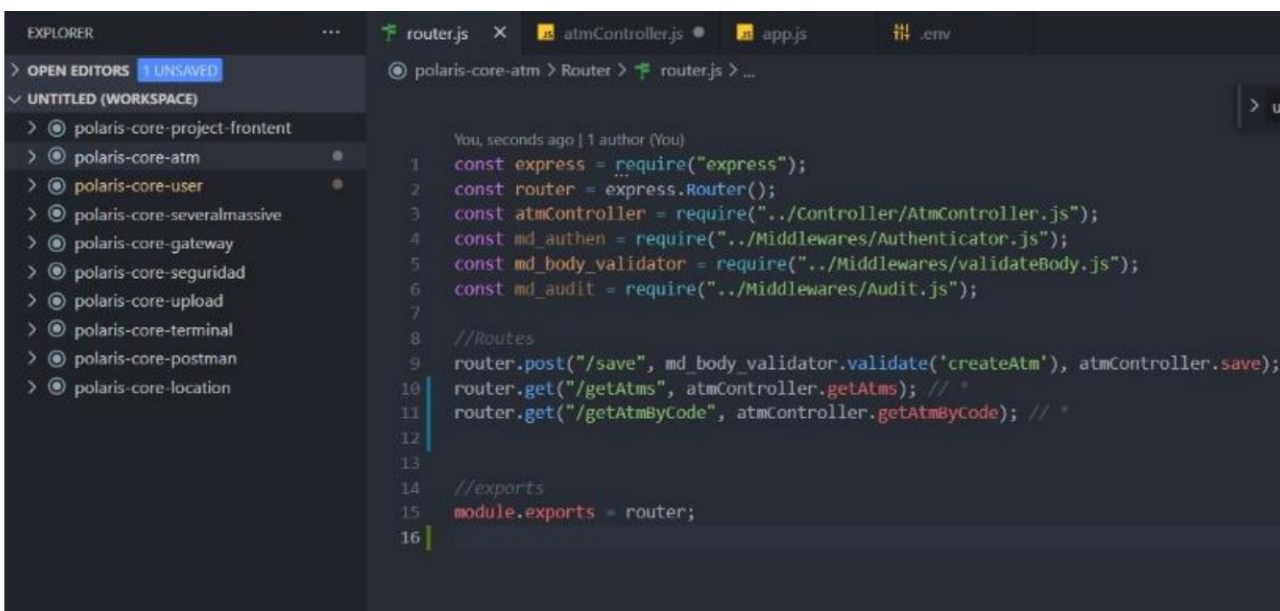 EXPLORER ...
OPEN EDITORS 1 UNSAVED
UNTITLED (WORKSPACE)
polaris-core-project-frontent
polaris-core-atm
polaris-core-user
polaris-core-severalmassive
polaris-core-gateway
polaris-core-seguridad
polaris-core-upload
polaris-core-terminal
polaris-core-postman
polaris-core-location
router.js JS atmController.js JS app.js .env
polaris-core-atm > Router > router.js > ...
You, seconds ago | 1 author (You)
1 const express = require("express");
2 const router = express.Router();
3 const atmController = require("../Controller/AtmController.js");
4 const md_authen = require("../Middlewares/Authenticator.js");
5 const md_body_validator = require("../Middlewares/validateBody.js");
6 const md_audit = require("../Middlewares/Audit.js");
7
8 //Routes
9 router.post("/save", md_body_validator.validate('createAtm'), atmController.save);
10 router.get("/getAtms", atmController.getAtms); // *
11 router.get("/getAtmByCode", atmController.getAtmByCode); // *
12
13
14 //exports
15 module.exports = router;
16